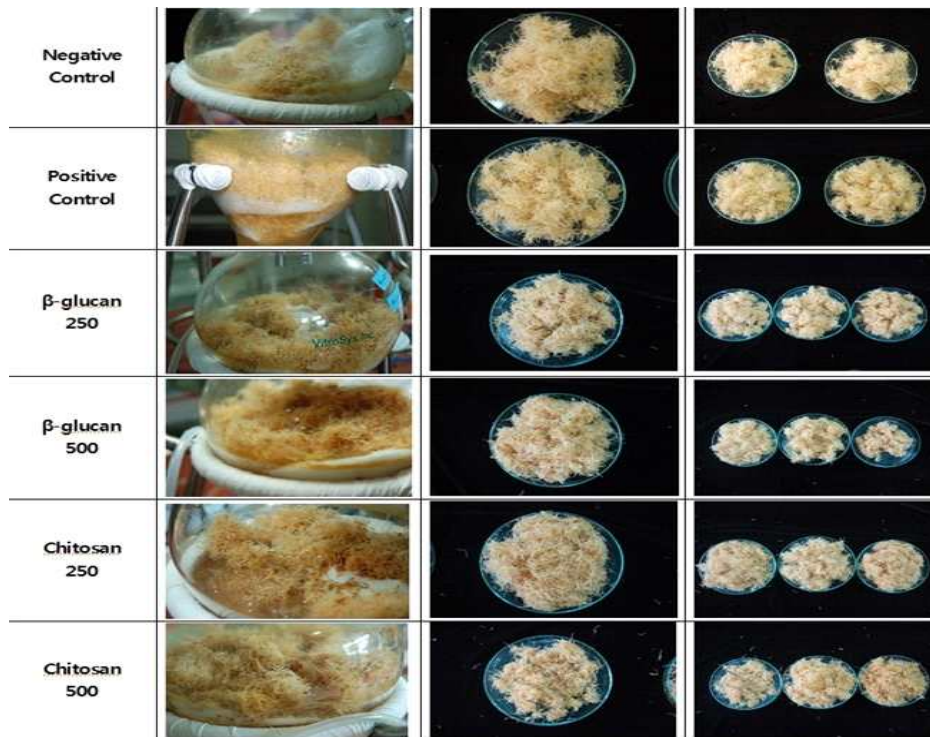 Negative
Control
Positive
Control
β-glucan
250
VitroSys Inc
β-glucan
500
Chitosan
250
Chitosan
500